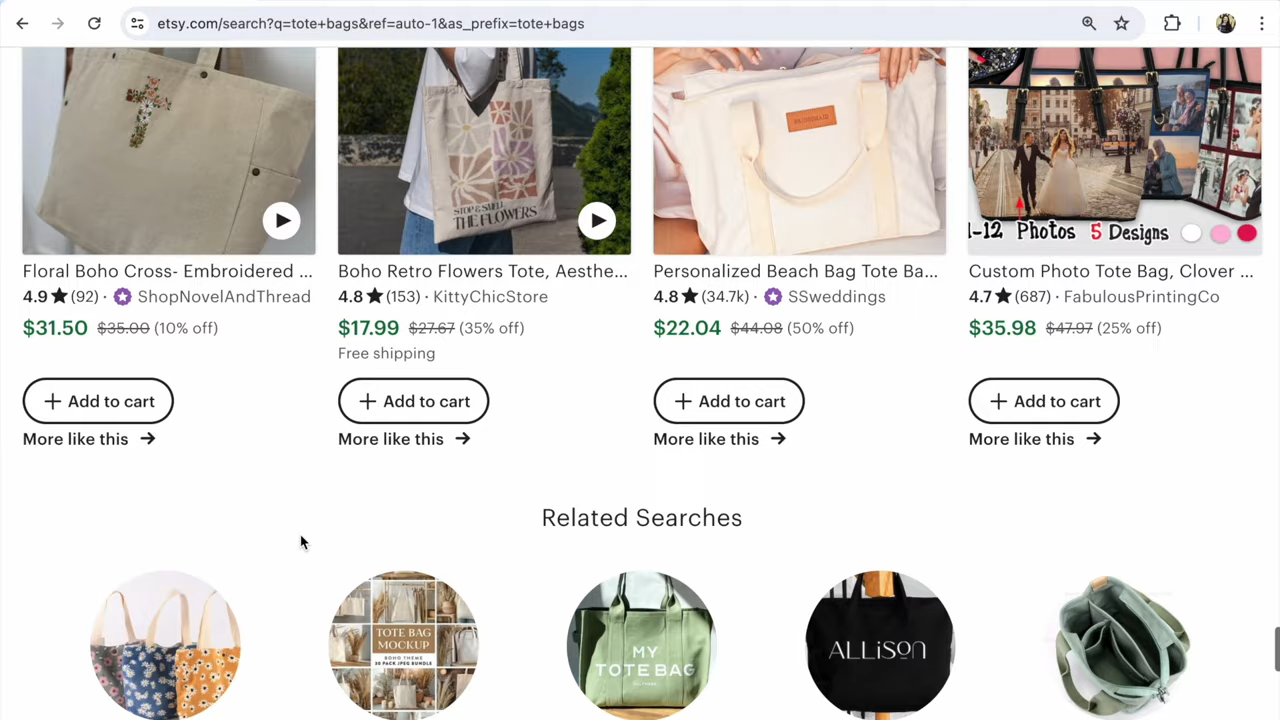 etsy.com/search?q=tote+bags&ref=auto-1&as_prefix=tote+bags
STOP & SMELL
THE FLOWERS
1-12 Photos 5 Designs
Floral Boho Cross- Embroidered ...
4.9★(92) · ShopNovelAndThread
$31.50 $35.00 (10% off)
Add to cart
More like this →
Boho Retro Flowers Tote, Aesthe...
4.8★(153) · KittyChicStore
$17.99 $27.67 (35% off)
Free shipping
Add to cart
More like this →
Personalized Beach Bag Tote Ba...
4.8★(34.7k) · SSweddings
$22.04 $44.08 (50% off)
Add to cart
More like this →
Custom Photo Tote Bag, Clover ...
4.7★(687) · FabulousPrintingCo
$35.98 $47.97 (25% off)
Add to cart
More like this →
Related Searches
TOTE BAG
MOCKUP
BOHO THEME
30 PACK JPEG BUNDLE
MY
TOTE BAG
ALLISON